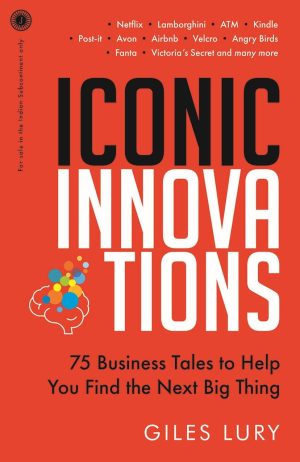 • Netflix • Lamborghini • ATM • Kindle
• Post-it • Avon • Airbnb • Velcro • Angry Birds
• Fanta • Victoria's Secret and many more
For sale in the Indian Subcontinent only
ICONIC
INNOVA
TIONS
75 Business Tales to Help
You Find the Next Big Thing
GILES LURY